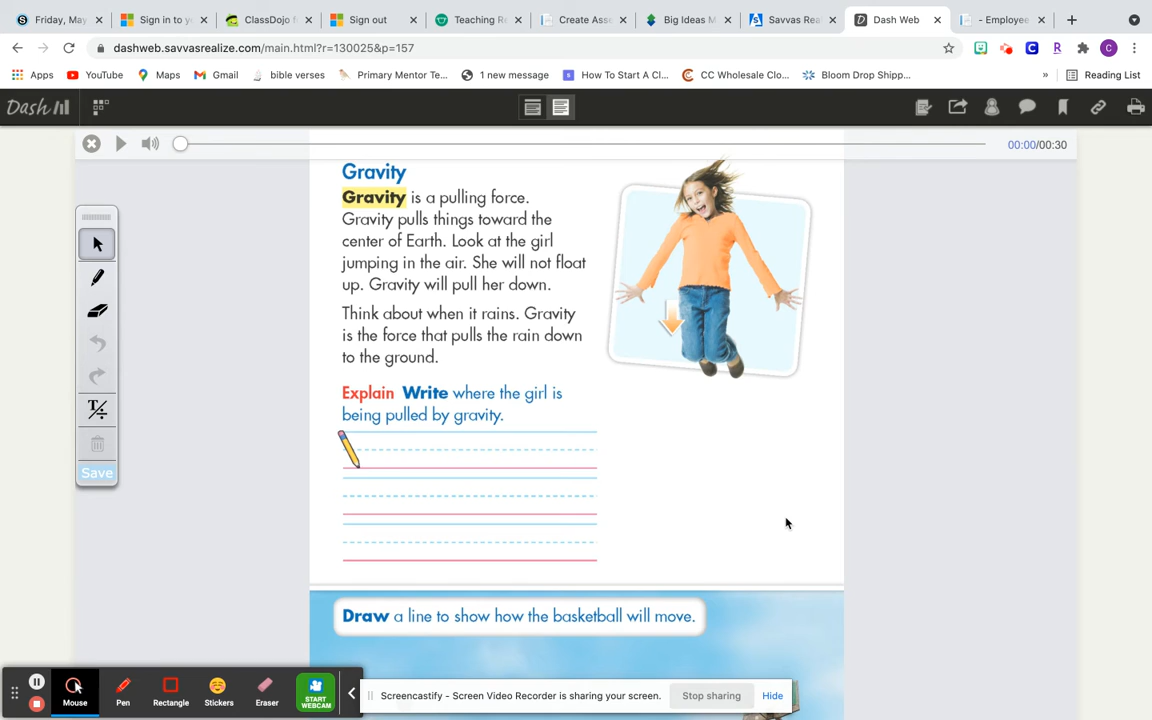 Friday, May
Sign in to yo
ClassDojo f
Sign out
Teaching Re
Create Asse
Big Ideas M
Savvas Rea
Dash Web
- Employee
dashweb.savvasrealize.com/main.html?r=130025&p=157
Apps
YouTube
Maps
Gmail
bible verses
Primary Mentor Te...
1 new message
How To Start A Cl...
CC Wholesale Clo...
Bloom Drop Shipp...
»
Reading List
Dash
00:00/00:30
Gravity
Gravity is a pulling force.
Gravity pulls things toward the
center of Earth. Look at the girl
jumping in the air. She will not float
up. Gravity will pull her down.
Think about when it rains. Gravity
is the force that pulls the rain down
to the ground.
Explain Write where the girl is
being pulled by gravity.
Save
Draw a line to show how the basketball will move.
Mouse
Pen
Rectangle
Stickers
Eraser
START
WEBCAM
Screencastify - Screen Video Recorder is sharing your screen.
Stop sharing
Hide